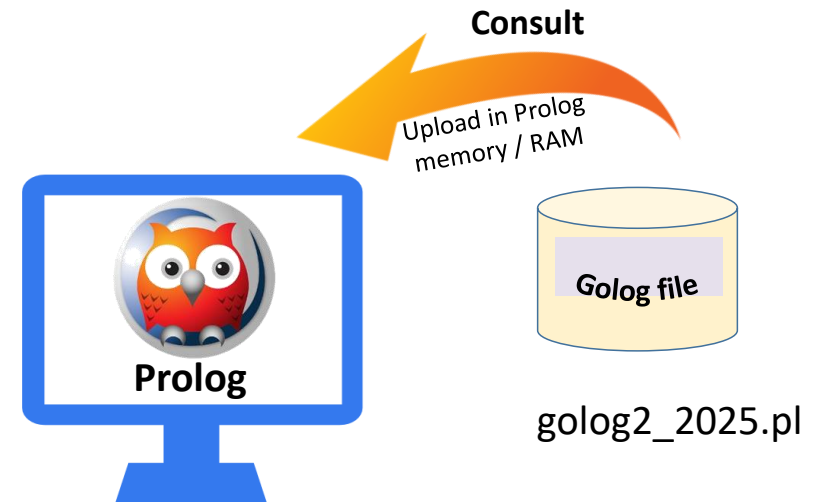 Consult
Upload in Prolog
memory / RAM
Golog file
Prolog
golog2_2025.pl